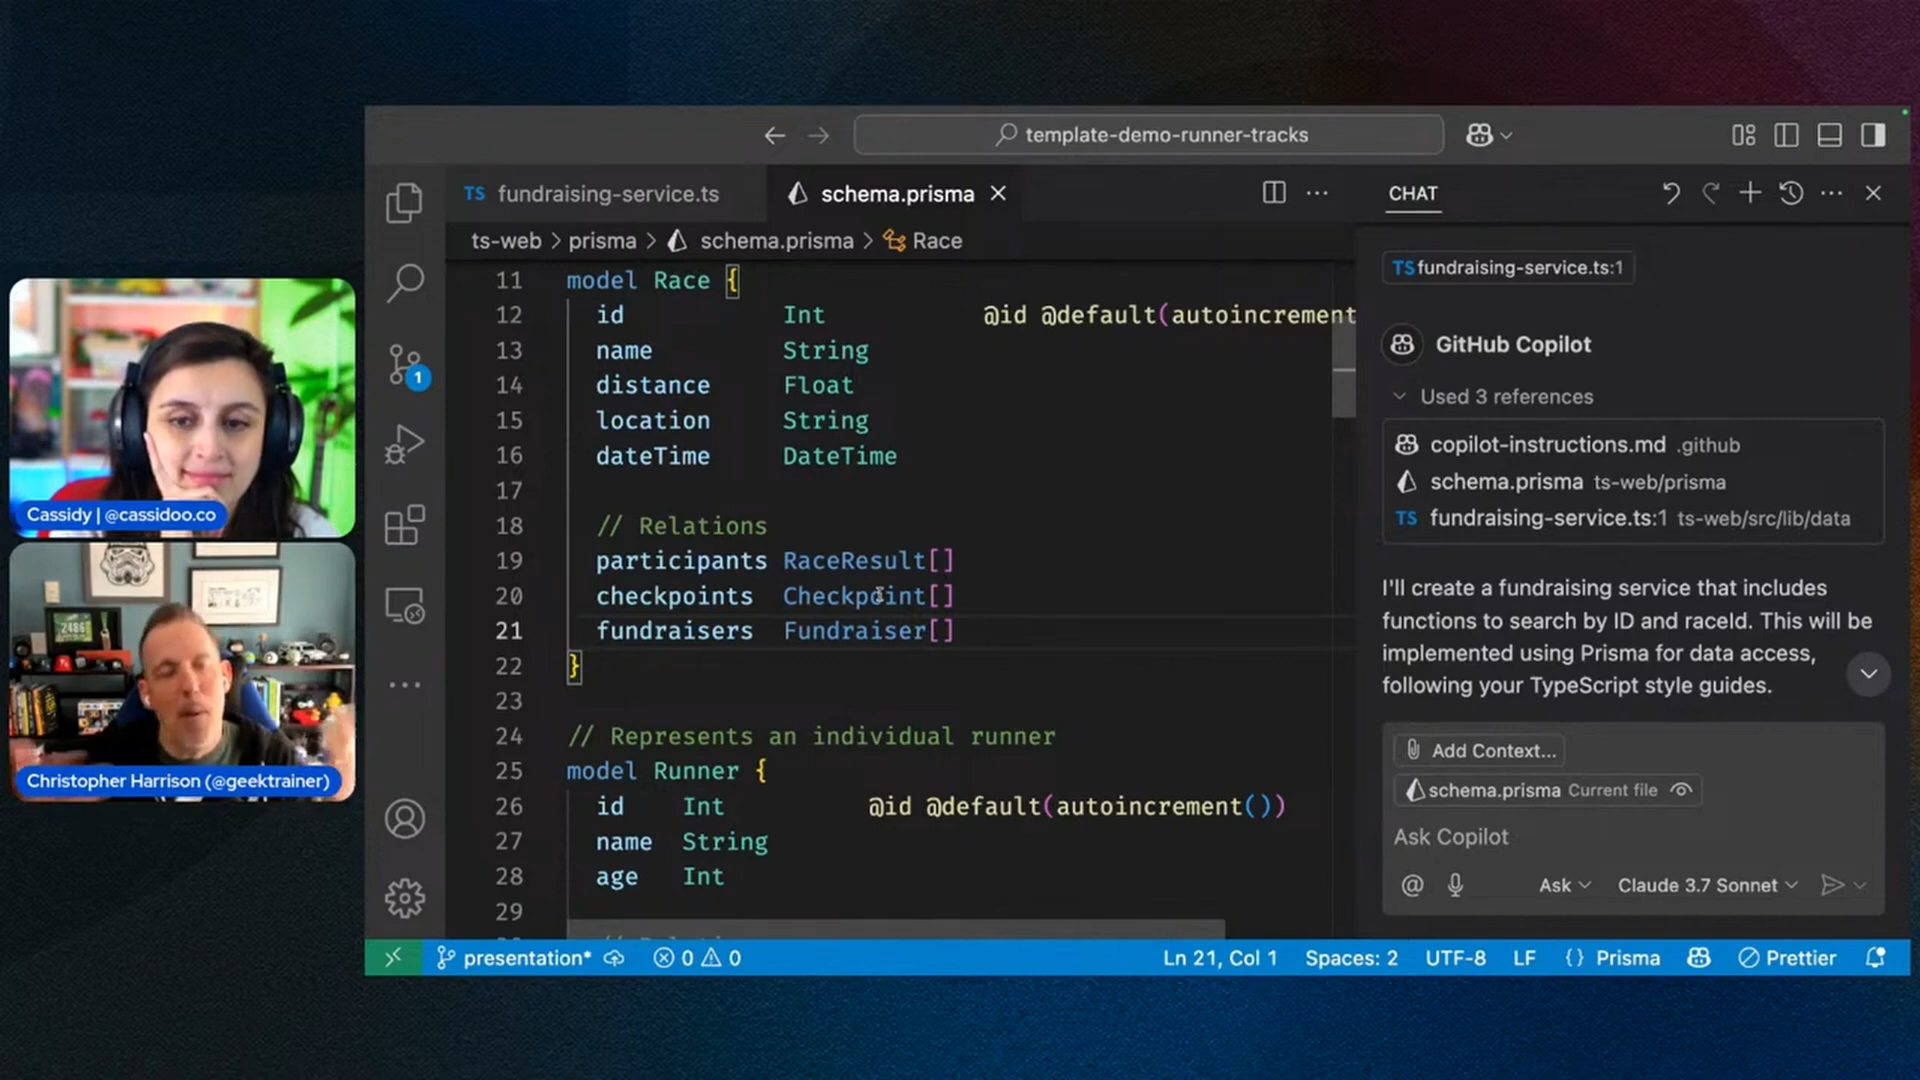 template-demo-runner-tracks
TS fundraising-service.ts
schema.prisma
CHAT
ts-web > prisma > schema.prisma > Race
11 model Race {
12 id Int @id @default(autoincrement
13 name String
14 distance Float
15 location String
16 dateTime DateTime
17
18 // Relations
19 participants RaceResult[]
20 checkpoints Checkpoint[]
21 fundraisers Fundraiser[]
22 }
23
24 // Represents an individual runner
25 model Runner {
26 id Int @id @default(autoincrement())
27 name String
28 age Int
29
TS fundraising-service.ts:1
GitHub Copilot
Used 3 references
copilot-instructions.md .github
schema.prisma ts-web/prisma
TS fundraising-service.ts:1 ts-web/src/lib/data
I'll create a fundraising service that includes
functions to search by ID and raceId. This will be
implemented using Prisma for data access,
following your TypeScript style guides.
Add Context...
schema.prisma Current file
Ask Copilot
@ Ask Claude 3.7 Sonnet
1
Cassidy | @cassidoo.co
2486
Christopher Harrison (@geektrainer)
presentation* 0 0 Ln 21, Col 1 Spaces: 2 UTF-8 LF {} Prisma Prettier